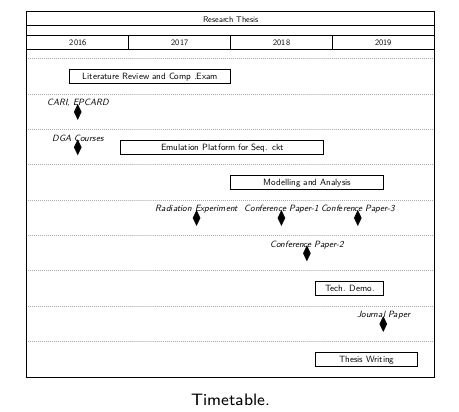 Research Thesis
2016 2017 2018 2019
Literature Review and Comp .Exam
CARI, EPCARD
DGA Courses
Emulation Platform for Seq. ckt
Modelling and Analysis
Radiation Experiment Conference Paper-1 Conference Paper-3
Conference Paper-2
Tech. Demo.
Journal Paper
Thesis Writing
Timetable.